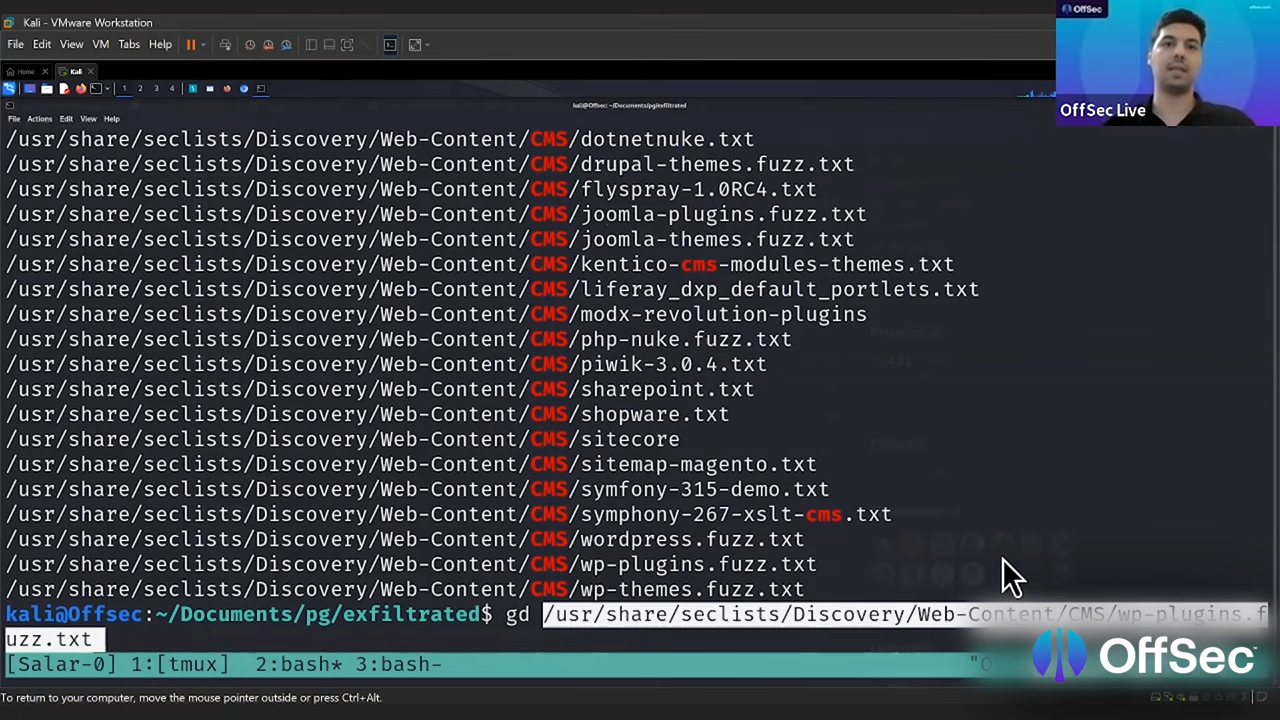 Kali - VMware Workstation
OffSec
File Edit View VM Tabs Help
Home Kali
1 2 3 4
kali@Offsec: ~/Documents/pg/exfiltrated
OffSec Live
File Actions Edit View Help
/usr/share/seclists/Discovery/Web-Content/CMS/dotnetnuke.txt
/usr/share/seclists/Discovery/Web-Content/CMS/drupal-themes.fuzz.txt
/usr/share/seclists/Discovery/Web-Content/CMS/flyspray-1.0RC4.txt
/usr/share/seclists/Discovery/Web-Content/CMS/joomla-plugins.fuzz.txt
/usr/share/seclists/Discovery/Web-Content/CMS/joomla-themes.fuzz.txt
/usr/share/seclists/Discovery/Web-Content/CMS/kentico-cms-modules-themes.txt
/usr/share/seclists/Discovery/Web-Content/CMS/liferay_dxp_default_portlets.txt
/usr/share/seclists/Discovery/Web-Content/CMS/modx-revolution-plugins
/usr/share/seclists/Discovery/Web-Content/CMS/php-nuke.fuzz.txt
/usr/share/seclists/Discovery/Web-Content/CMS/piwik-3.0.4.txt
/usr/share/seclists/Discovery/Web-Content/CMS/sharepoint.txt
/usr/share/seclists/Discovery/Web-Content/CMS/shopware.txt
/usr/share/seclists/Discovery/Web-Content/CMS/sitecore
/usr/share/seclists/Discovery/Web-Content/CMS/sitemap-magento.txt
/usr/share/seclists/Discovery/Web-Content/CMS/symfony-315-demo.txt
/usr/share/seclists/Discovery/Web-Content/CMS/symphony-267-xslt-cms.txt
/usr/share/seclists/Discovery/Web-Content/CMS/wordpress.fuzz.txt
/usr/share/seclists/Discovery/Web-Content/CMS/wp-plugins.fuzz.txt
/usr/share/seclists/Discovery/Web-Content/CMS/wp-themes.fuzz.txt
kali@Offsec:~/Documents/pg/exfiltrated$ gd /usr/share/seclists/Discovery/Web-Content/CMS/wp-plugins.f
uzz.txt
[Salar-0] 1:[tmux] 2:bash* 3:bash-
OffSec
To return to your computer, move the mouse pointer outside or press Ctrl+Alt.